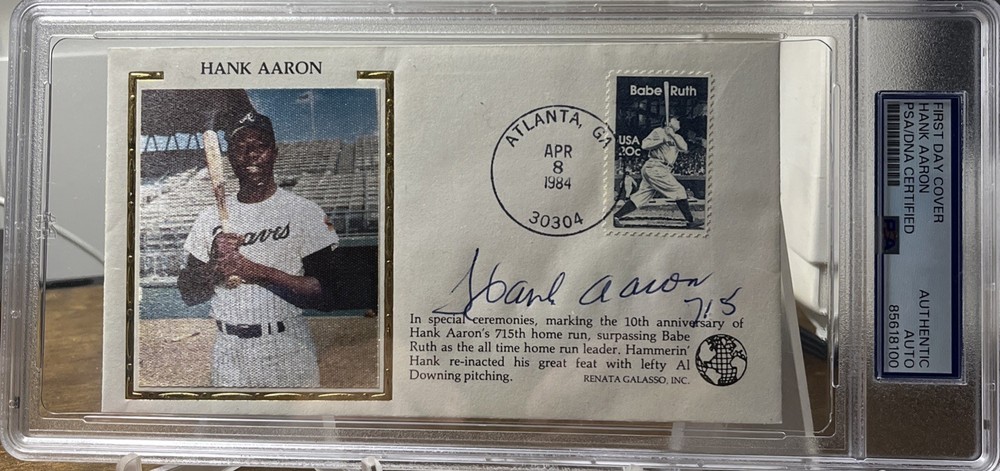 HANK AARON
Braves
ATLANTA, GA
APR
8
1984
30304
Babe Ruth
USA
20c
Hank Aaron
715
In special ceremonies, marking the 10th anniversary of
Hank Aaron's 715th home run, surpassing Babe
Ruth as the all time home run leader, Hammerin'
Hank re-inacted his great feat with lefty Al
Downing pitching.
RENATA GALASSO, INC.
FIRST DAY COVER
HANK AARON
PSA/DNA CERTIFIED
PSA
AUTHENTIC
AUTO
85618100